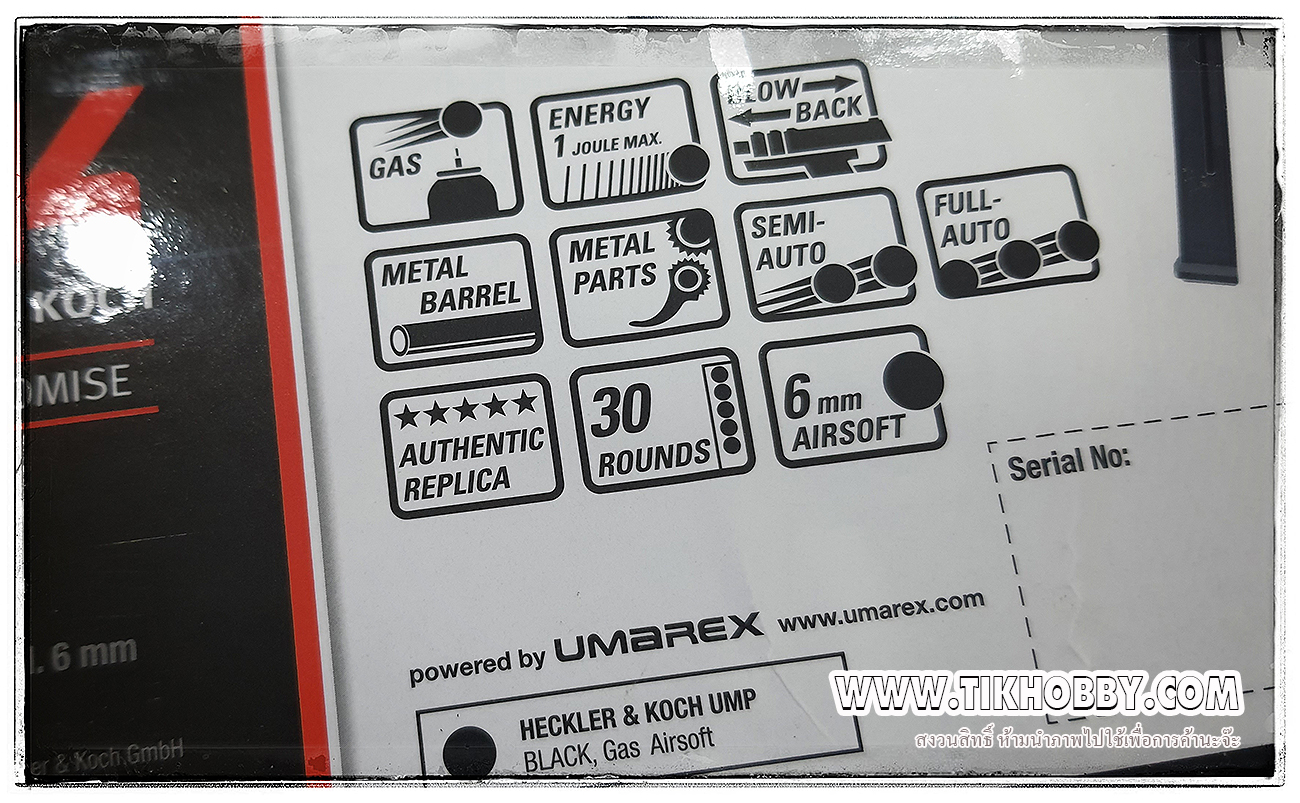 GAS
ENERGY
1 JOULE MAX.
BLOW
BACK
METAL
BARREL
METAL
PARTS
SEMI-
AUTO
FULL-
AUTO
AUTHENTIC
REPLICA
30
ROUNDS
6 mm
AIRSOFT
KOCH
OMISE
6 mm
& Koch GmbH
Serial No:
powered by UMAREX www.umarex.com
HECKLER & KOCH UMP
BLACK, Gas Airsoft
WWW.TIKHOBBY.COM
สงวนสิทธิ์ ห้ามนำภาพไปใช้เพื่อการค้านะจ๊ะ